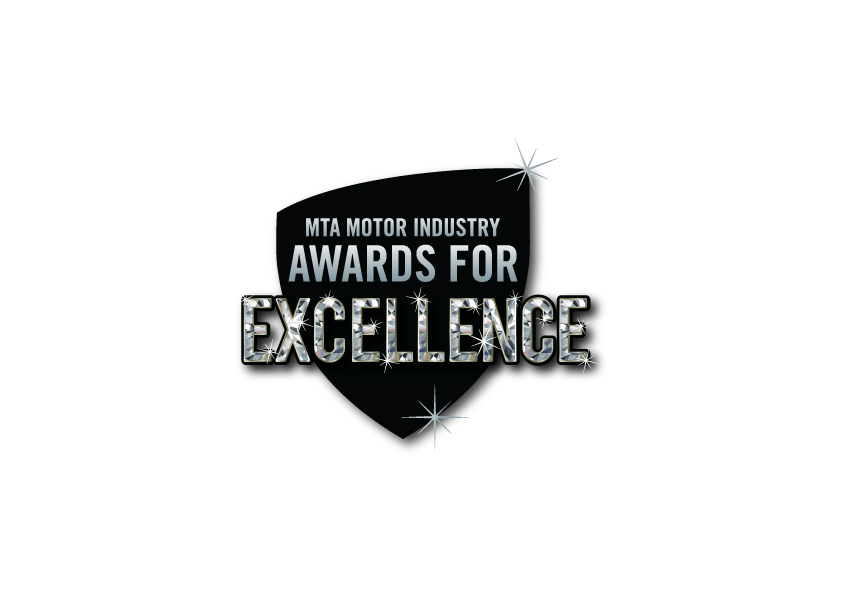 MTA MOTOR INDUSTRY
AWARDS FOR
EXCELLENCE